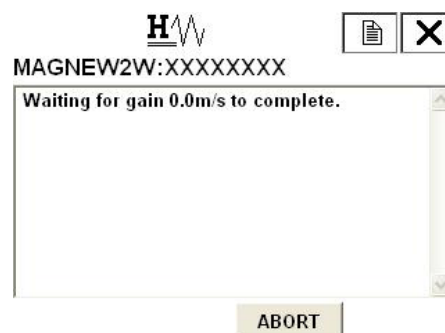 H
MAGNEW2W:XXXXXXXX
Waiting for gain 0.0m/s to complete.
ABORT